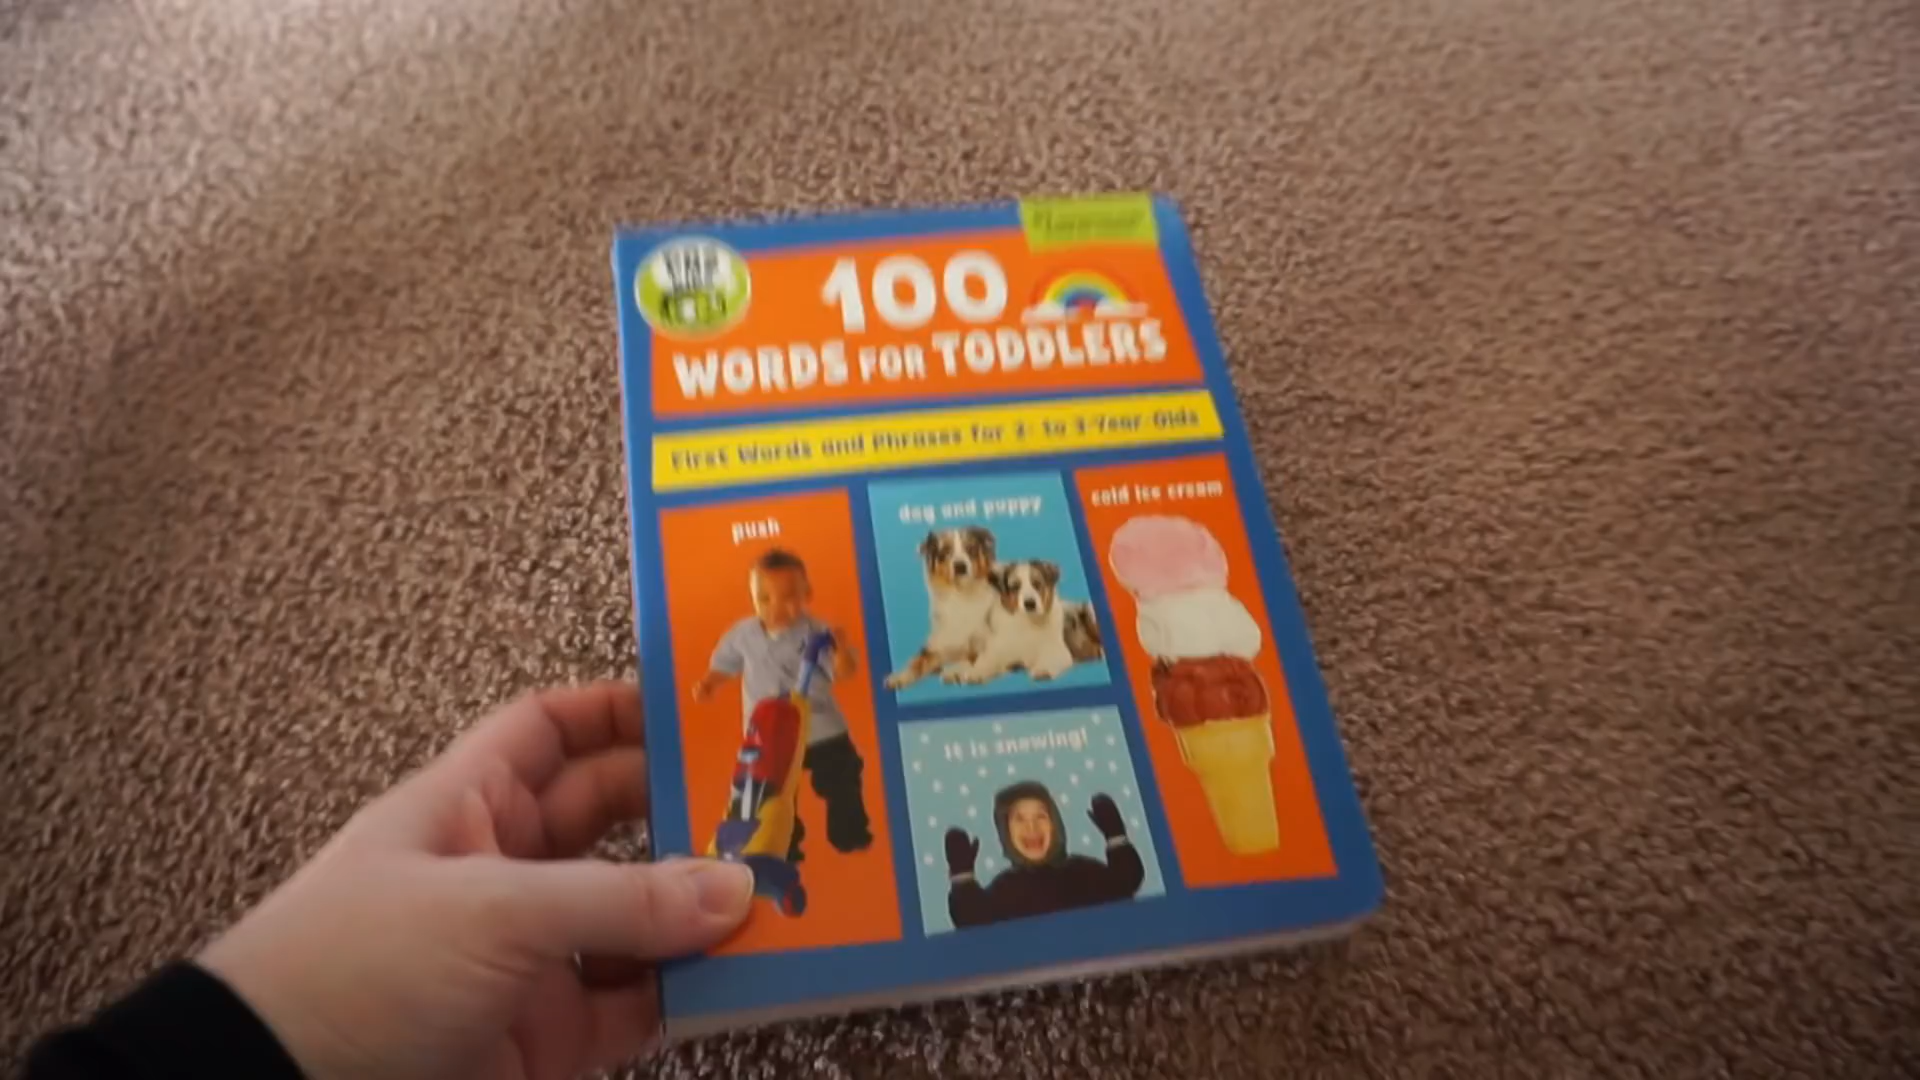 100
WORDS FOR TODDLERS
First Words and Phrases for 2- to 3-Year-Olds
push
dog and puppy
cold ice cream
It is snowing!